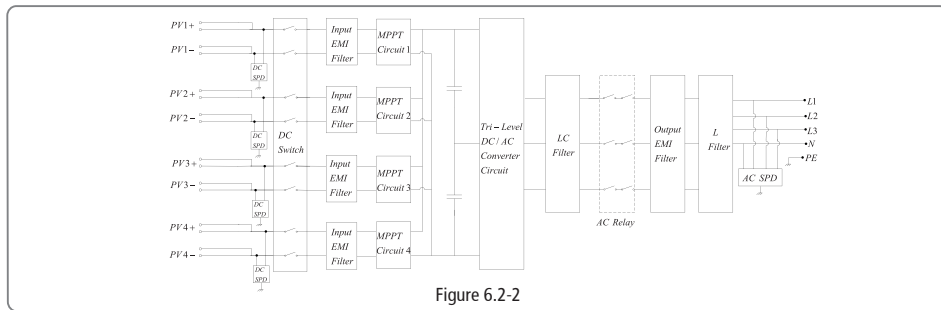 PV1+
PV1−
DC
SPD
Input
EMI
Filter
MPPT
Circuit 1
PV2+
PV2−
DC
SPD
Input
EMI
Filter
MPPT
Circuit 2
DC
Switch
PV3+
PV3−
DC
SPD
Input
EMI
Filter
MPPT
Circuit 3
PV4+
PV4−
DC
SPD
Input
EMI
Filter
MPPT
Circuit 4
Tri−Level
DC/AC
Converter
Circuit
LC
Filter
AC Relay
Output
EMI
Filter
L
Filter
L1
L2
L3
N
PE
AC SPD
Figure 6.2-2